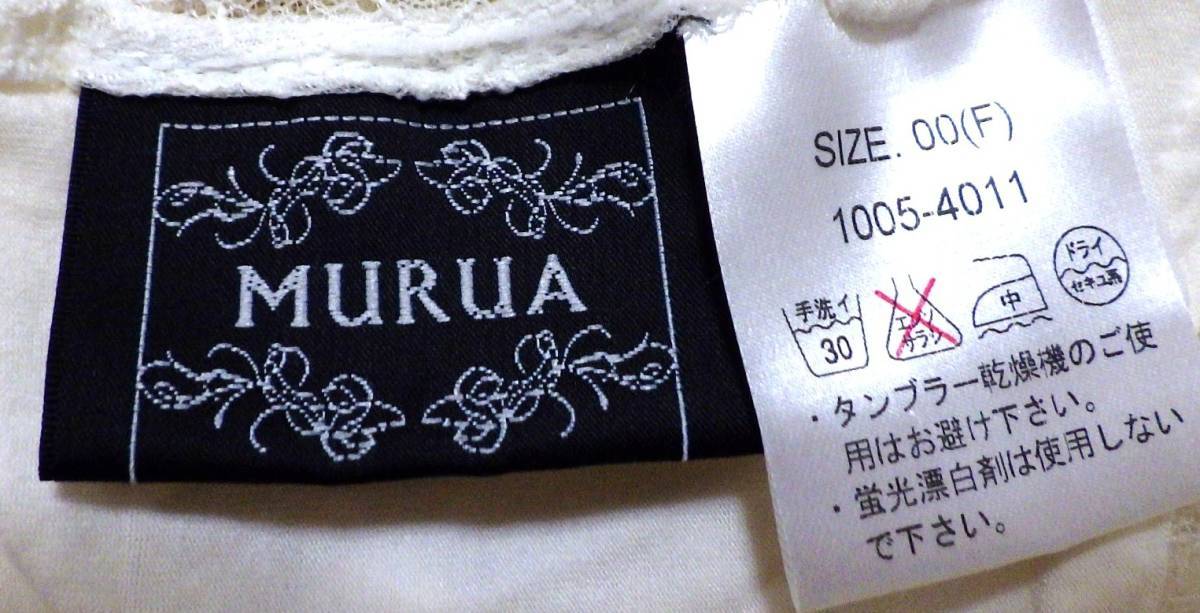 MURUA
SIZE. 00(F)
1005-4011
手洗イ
30
エンソ
サラシ
中
ドライ
セキユ系
・タンブラー乾燥機のご使
用はお避け下さい。
・蛍光漂白剤は使用しない
で下さい。